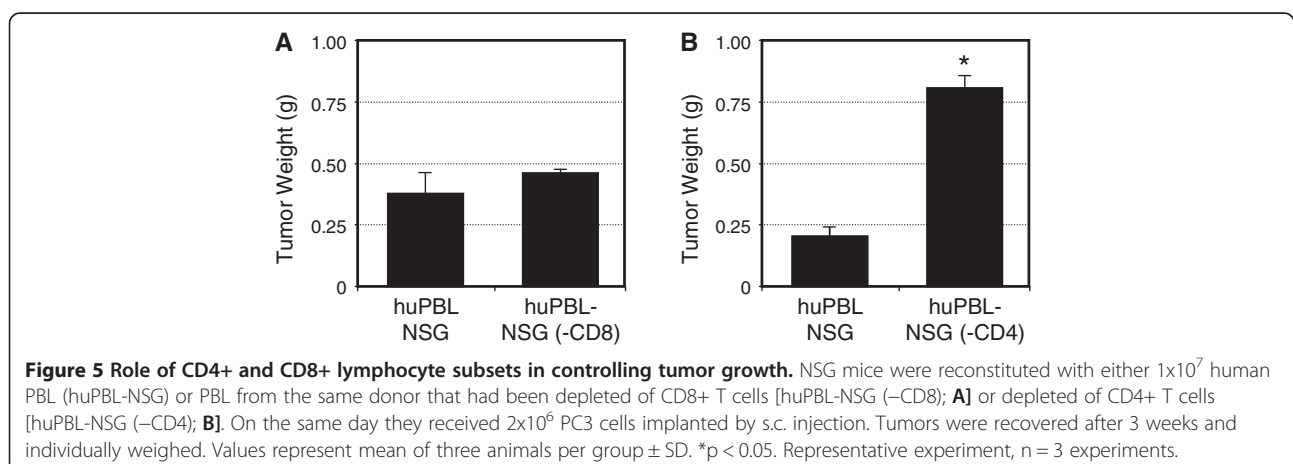 A
B
1.00
0.75
0.50
0.25
0
Tumor Weight (g)
huPBL NSG
huPBL-NSG (-CD8)
1.00
0.75
0.50
0.25
0
Tumor Weight (g)
*
huPBL NSG
huPBL-NSG (-CD4)
Figure 5 Role of CD4+ and CD8+ lymphocyte subsets in controlling tumor growth. NSG mice were reconstituted with either 1x10⁷ human
PBL (huPBL-NSG) or PBL from the same donor that had been depleted of CD8+ T cells [huPBL-NSG (−CD8); A] or depleted of CD4+ T cells
[huPBL-NSG (−CD4); B]. On the same day they received 2x10⁶ PC3 cells implanted by s.c. injection. Tumors were recovered after 3 weeks and
individually weighed. Values represent mean of three animals per group ± SD. *p < 0.05. Representative experiment, n = 3 experiments.